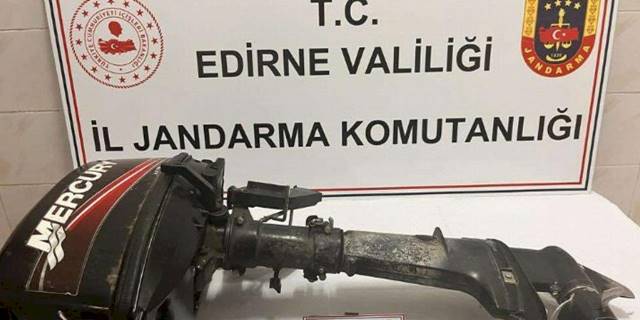 T.C.
EDİRNE VALİLİĞİ
İL JANDARMA KOMUTANLIĞI
JANDARMA
MERCURY